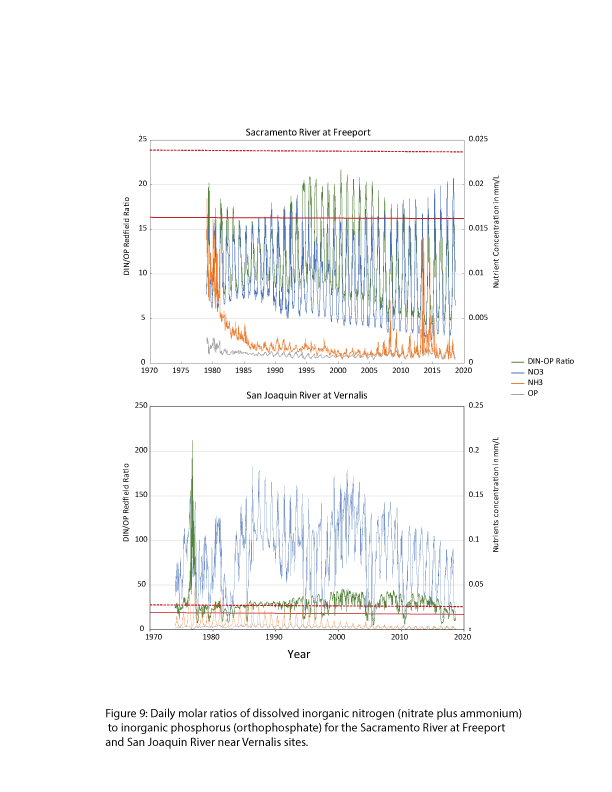 Sacramento River at Freeport
25
20
15
10
5
0
DIN/OP Redfield Ratio
0.025
0.02
0.015
0.01
0.005
0
Nutrient Concentration in mm/L
1970 1975 1980 1985 1990 1995 2000 2005 2010 2015 2020
DIN-OP Ratio
NO3
NH3
OP
San Joaquin River at Vernalis
250
200
150
100
50
0
DIN/OP Redfield Ratio
0.25
0.2
0.15
0.1
0.05
Nutrients concentration in mm/L
1970 1980 1990 2000 2010 2020
Year
Figure 9: Daily molar ratios of dissolved inorganic nitrogen (nitrate plus ammonium)
to inorganic phosphorus (orthophosphate) for the Sacramento River at Freeport
and San Joaquin River near Vernalis sites.